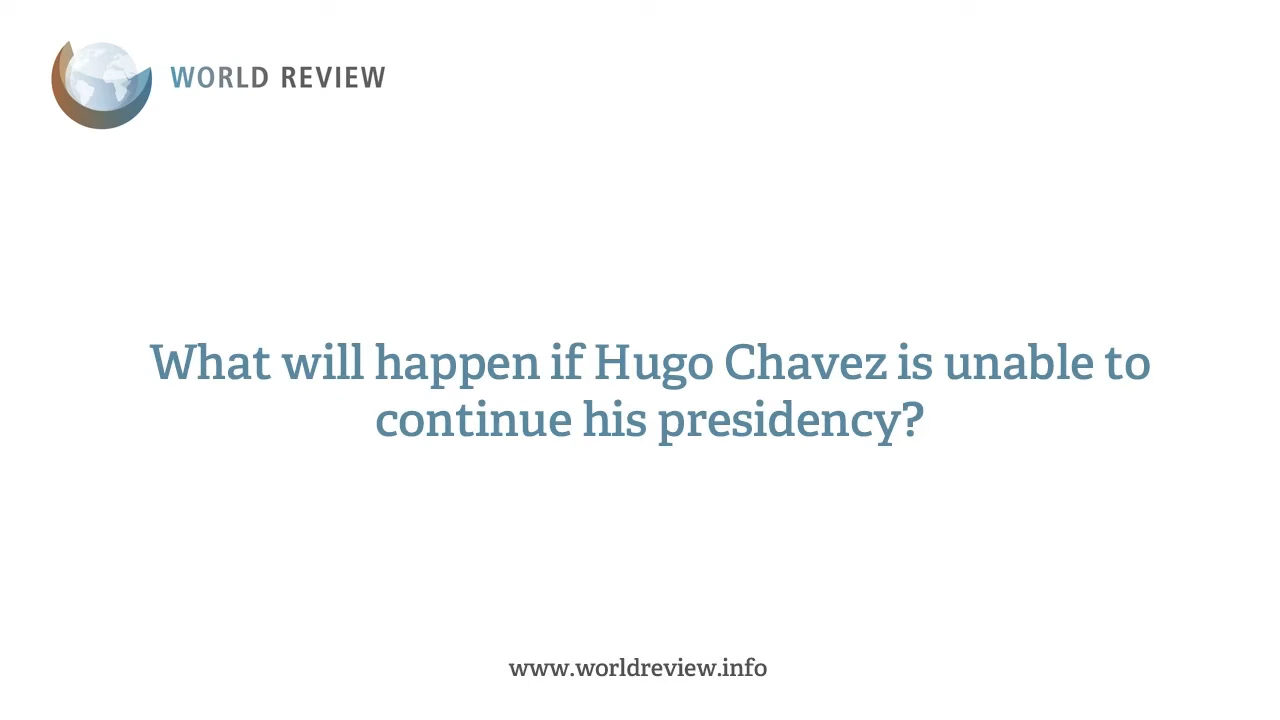 WORLD REVIEW
What will happen if Hugo Chavez is unable to
continue his presidency?
www.worldreview.info